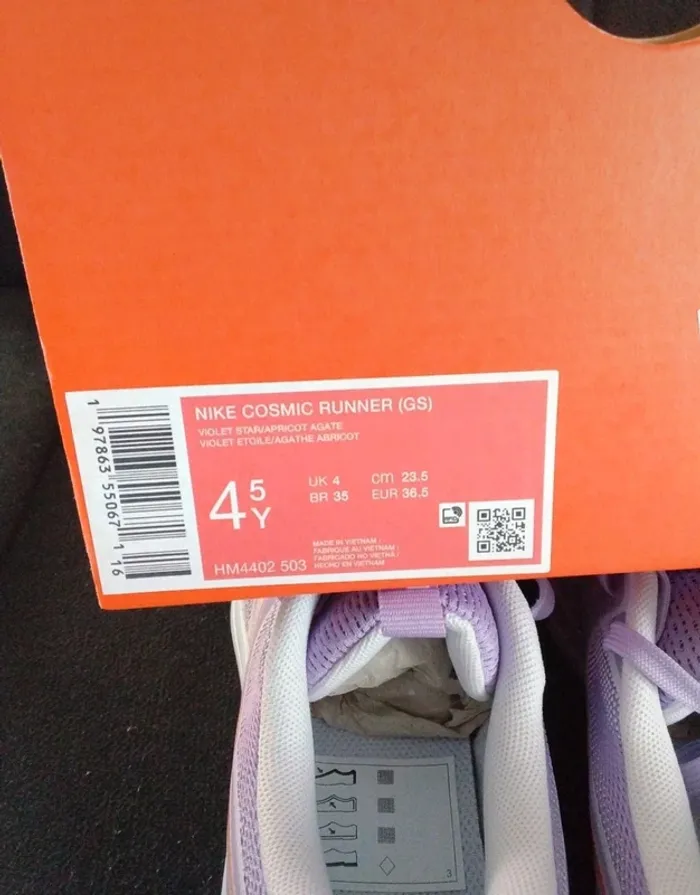 NIKE COSMIC RUNNER (GS)
VIOLET STAR/APRICOT AGATE
VIOLET ETOILE/AGATHE ABRICOT
4 5 Y
UK 4 cm 23.5
BR 35 EUR 36.5
MADE IN VIETNAM
FABRIQUE AU VIETNAM
FABRICADO NO VIETNÃ
HECHO EN VIETNAM
HM4402 503
1 97863 55067 1 16
3